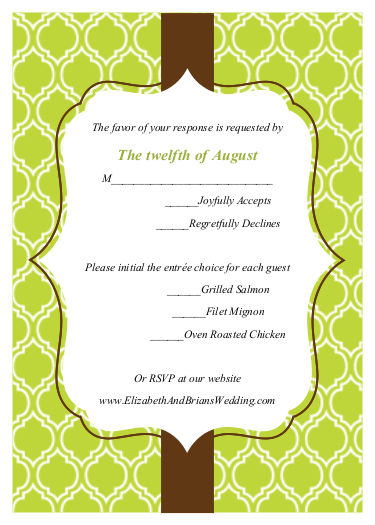 The favor of your response is requested by
The twelfth of August
M___________________________
______Joyfully Accepts
______Regretfully Declines
Please initial the entrée choice for each guest
______Grilled Salmon
______Filet Mignon
______Oven Roasted Chicken
Or RSVP at our website
www.ElizabethAndBriansWedding.com